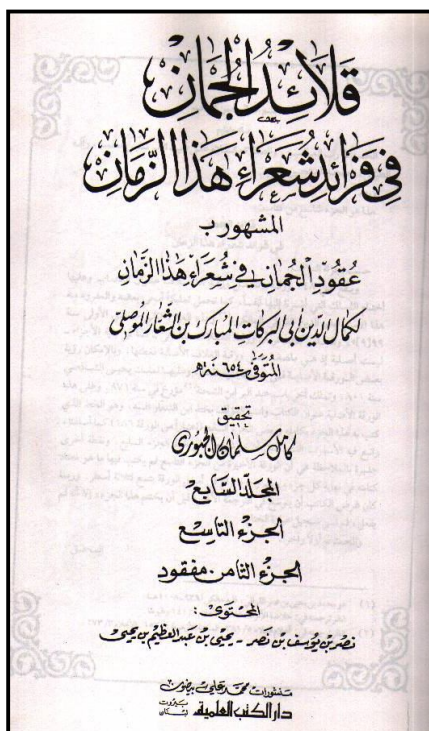 قلائد الجمان
في فرائد شعراء هذا الزمان
المشهور بـ
عقود الجمان في شعراء هذا الزمان
لكمال الدين أبي البركات المبارك بن الشعار الموصلي
المتوفى سنة ٦٥٤هـ
تحقيق
كامل سلمان الجبوري
المجلد السابع
الجزء التاسع
الجزء الثامن مفقود
المحتوى:
نصر بن يوسف بن نصر - يحيى بن عبد العظيم بن يحيى
منشورات محمد علي بيضون
دار الكتب العلمية بيروت لبنان